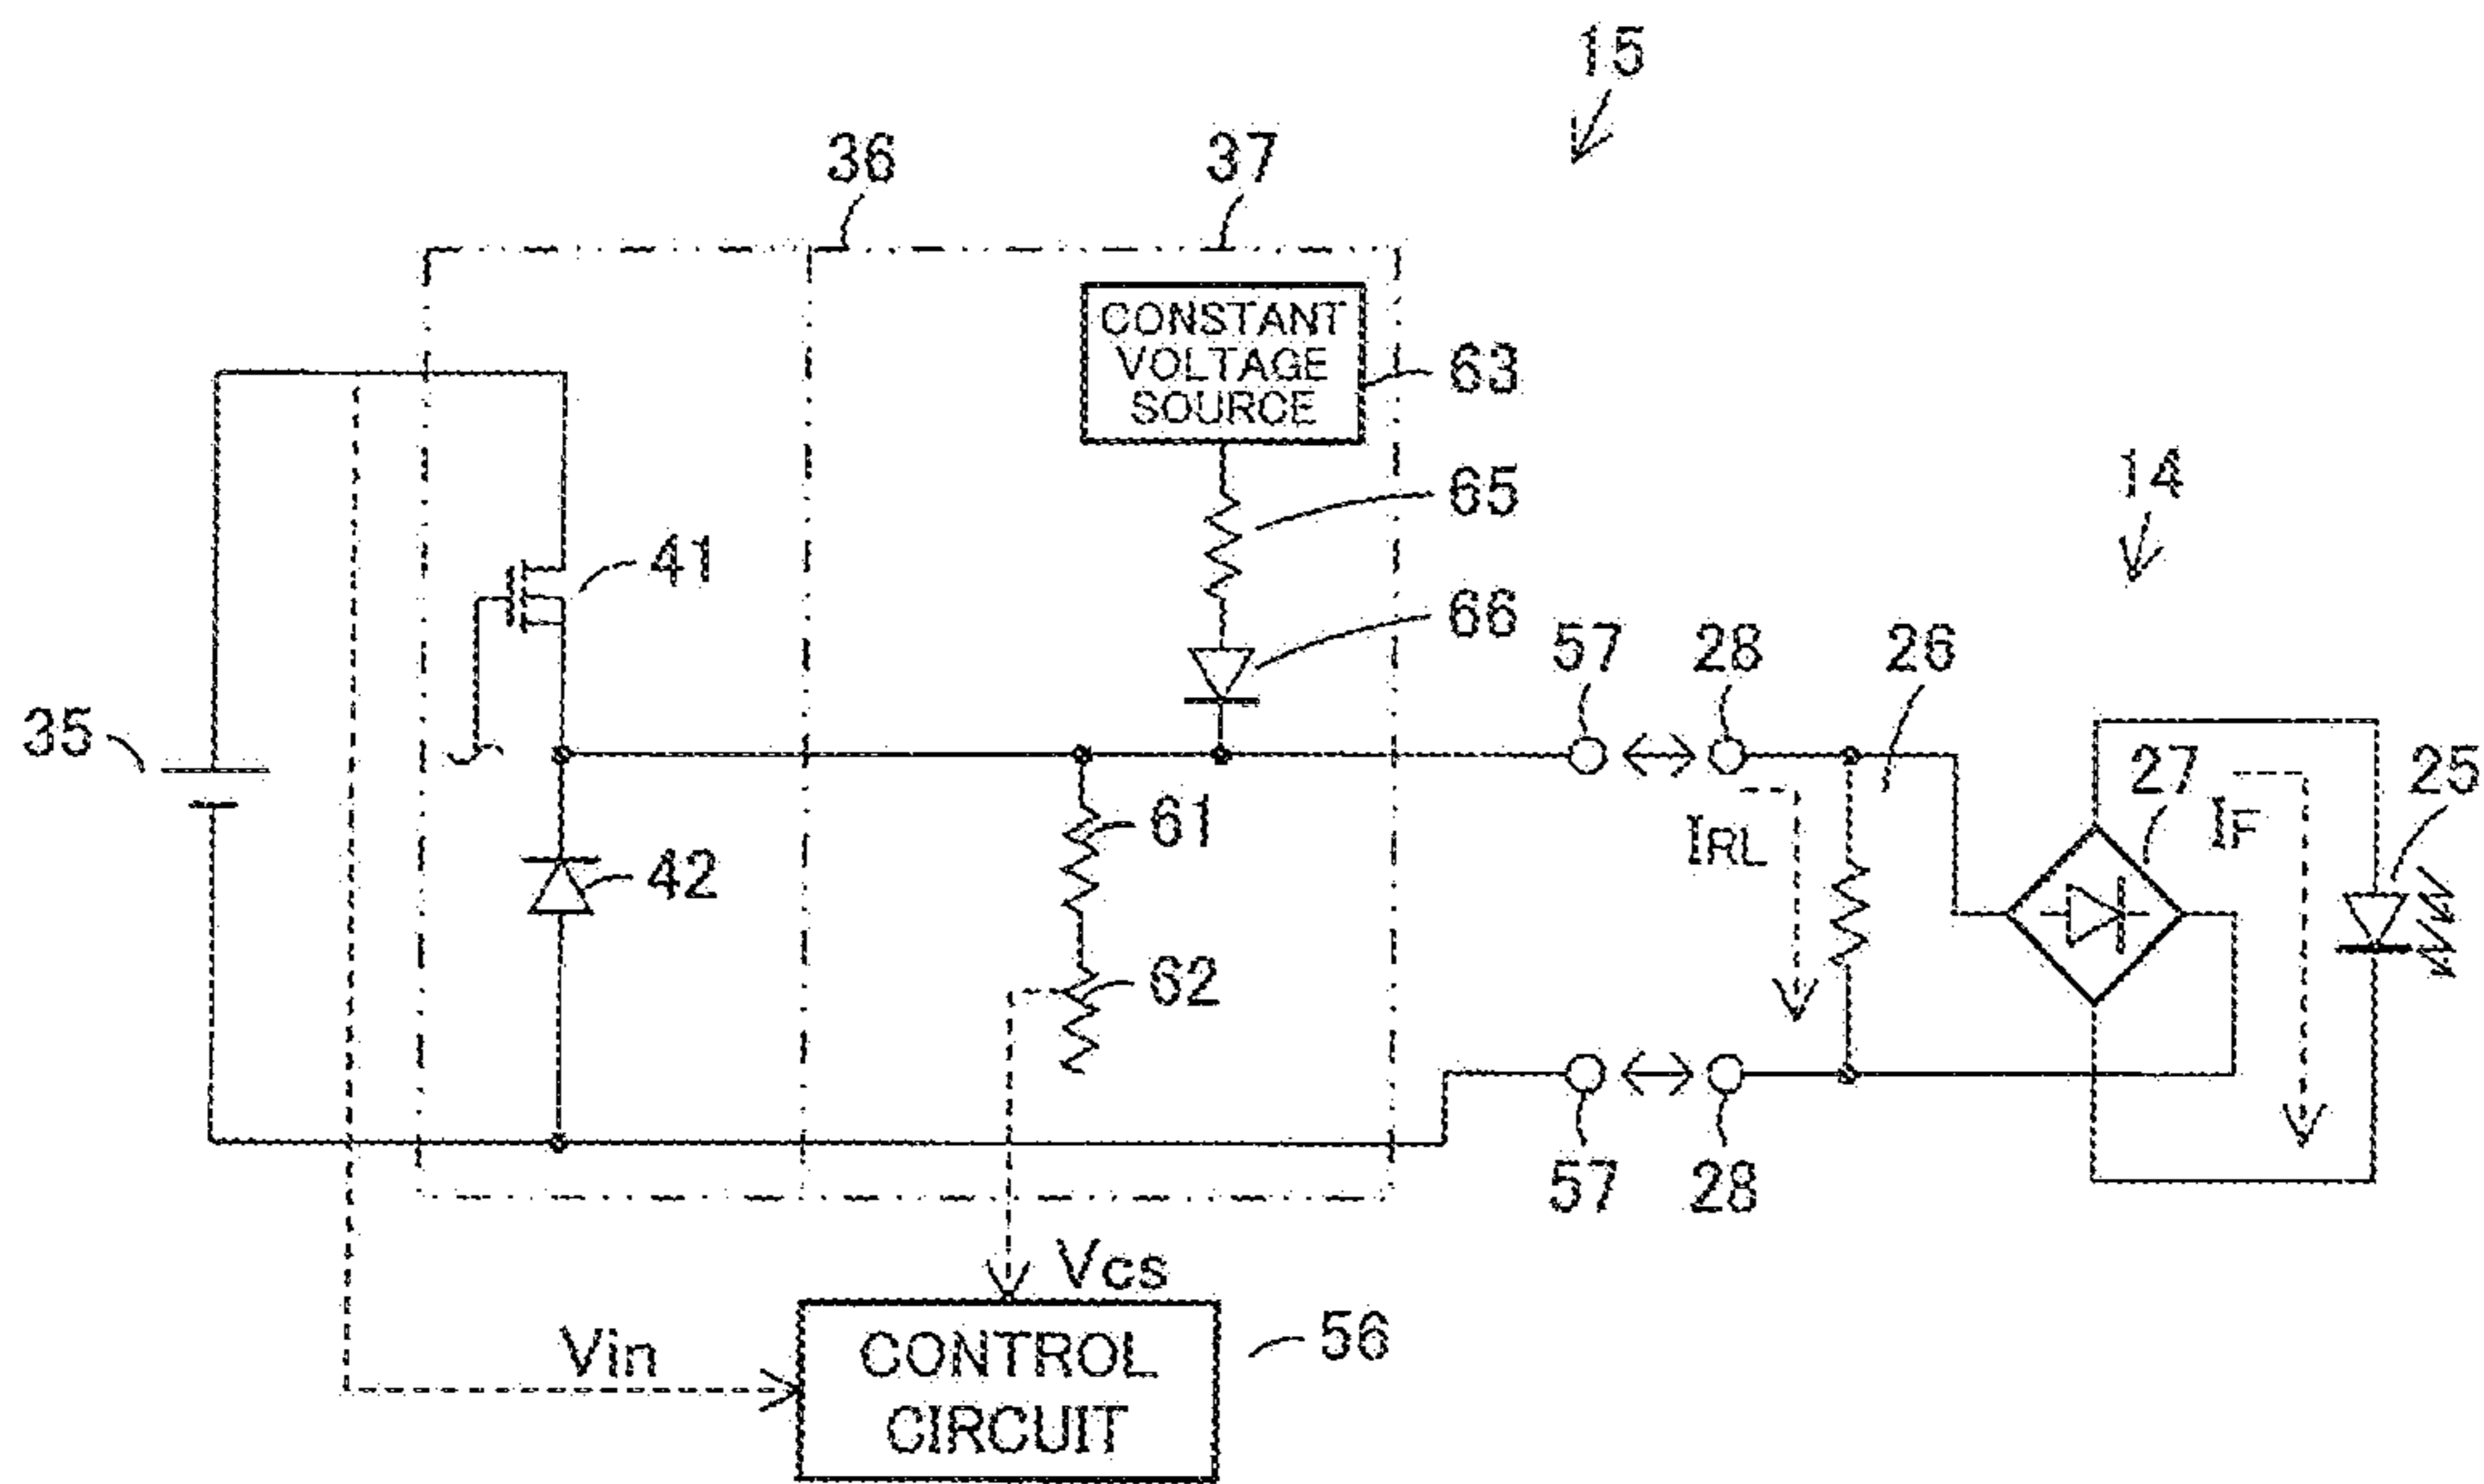 15
36
37
CONSTANT
VOLTAGE
SOURCE
63
65
14
41
66
57
28
26
35
61
27
25
IRL
IF
42
62
57
28
Vcs
Vin
CONTROL
CIRCUIT
56